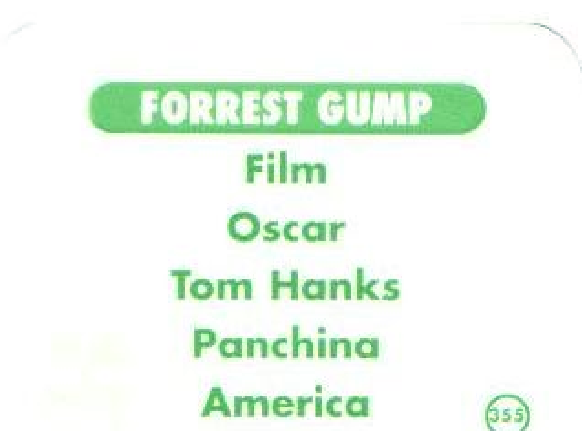 FORREST GUMP
Film
Oscar
Tom Hanks
Panchina
America
355